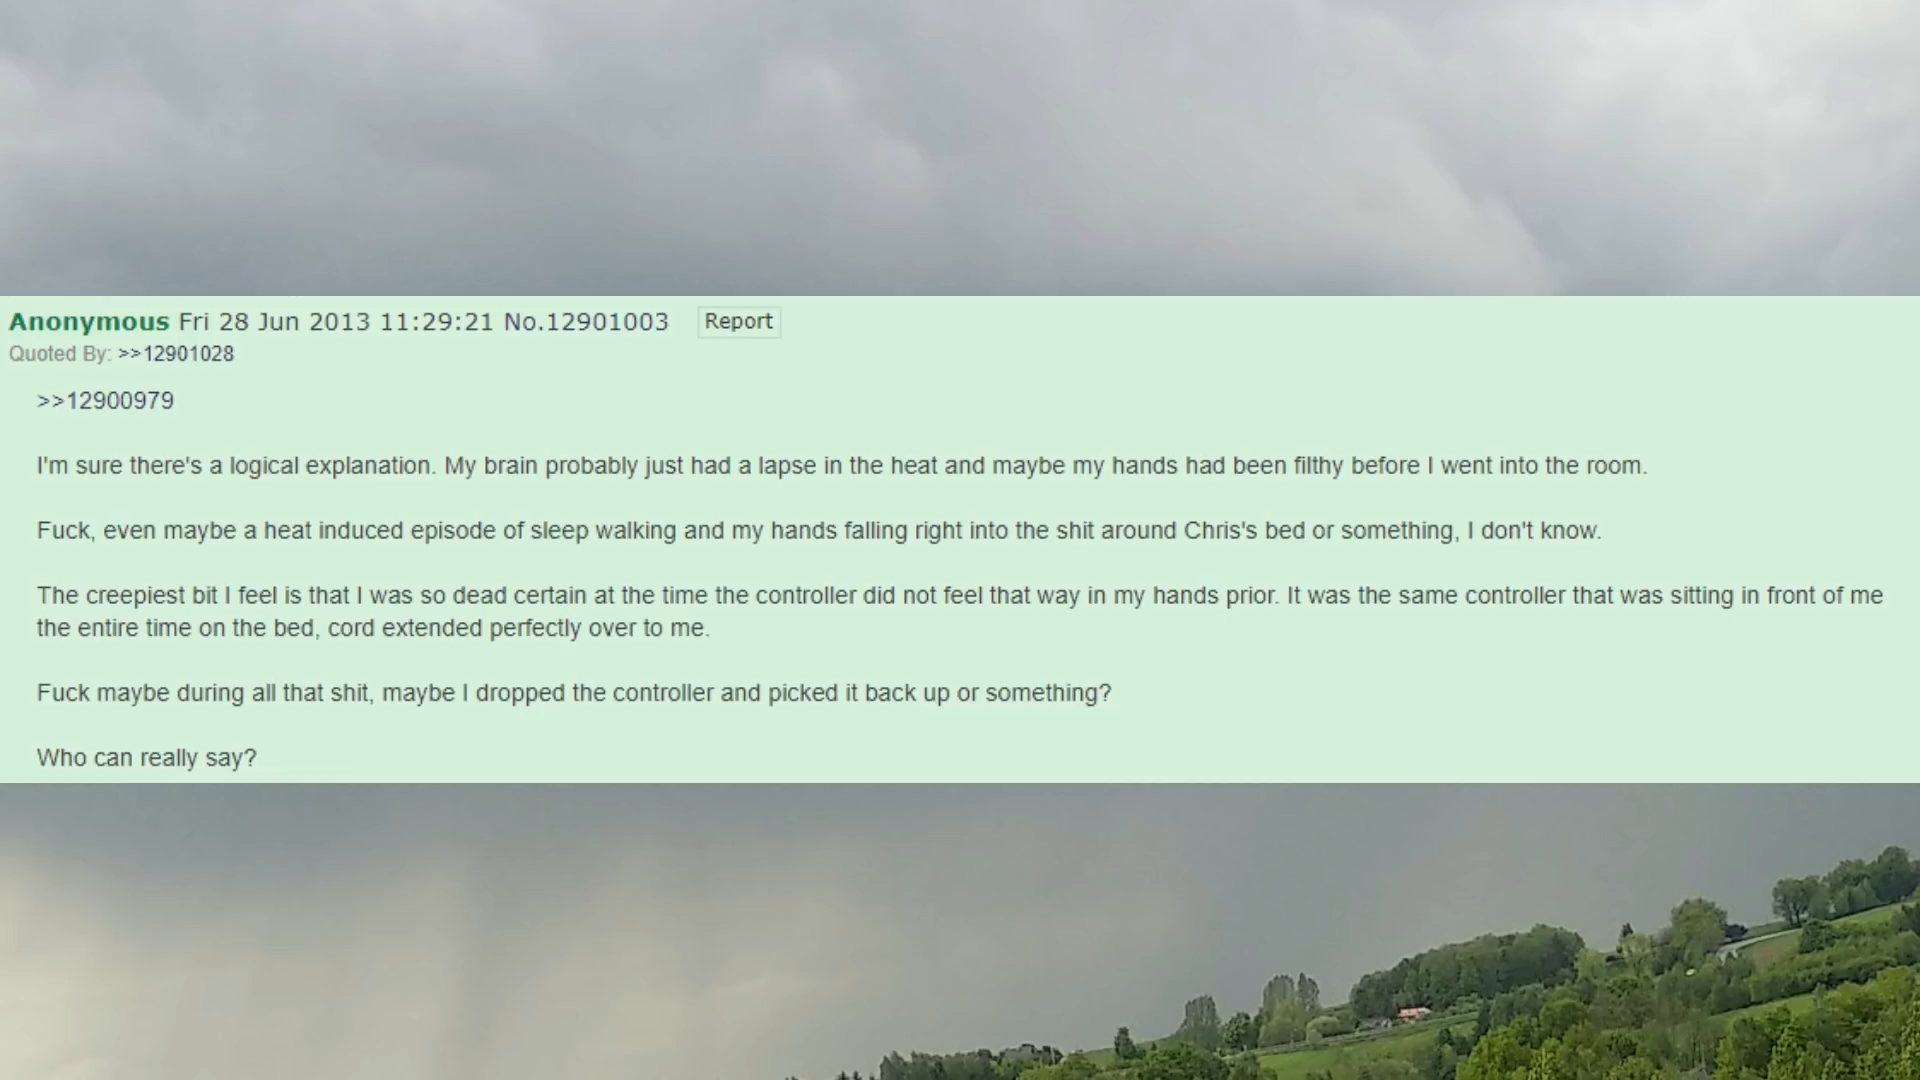 Anonymous Fri 28 Jun 2013 11:29:21 No.12901003 Report
Quoted By: >>12901028
>>12900979
I'm sure there's a logical explanation. My brain probably just had a lapse in the heat and maybe my hands had been filthy before I went into the room.
Fuck, even maybe a heat induced episode of sleep walking and my hands falling right into the shit around Chris's bed or something, I don't know.
The creepiest bit I feel is that I was so dead certain at the time the controller did not feel that way in my hands prior. It was the same controller that was sitting in front of me
the entire time on the bed, cord extended perfectly over to me.
Fuck maybe during all that shit, maybe I dropped the controller and picked it back up or something?
Who can really say?